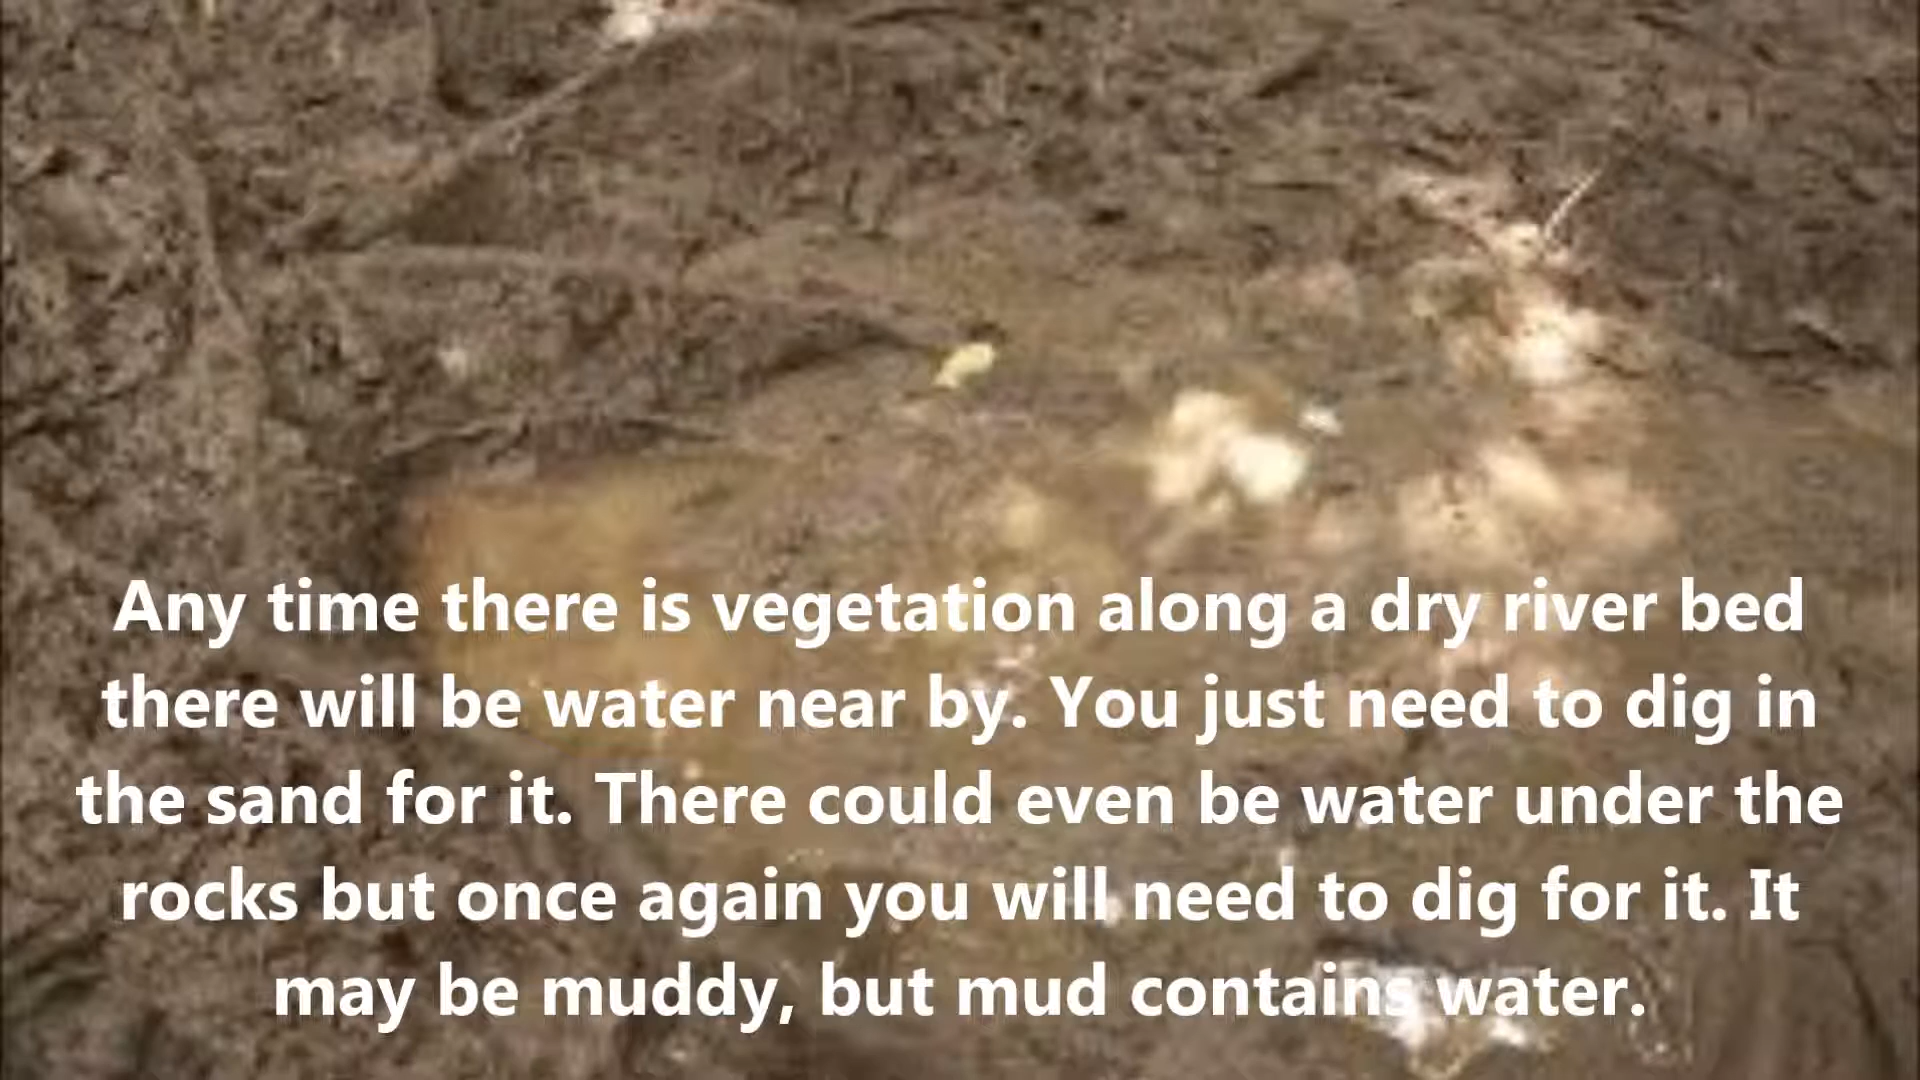 Any time there is vegetation along a dry river bed
there will be water near by. You just need to dig in
the sand for it. There could even be water under the
rocks but once again you will need to dig for it. It
may be muddy, but mud contains water.